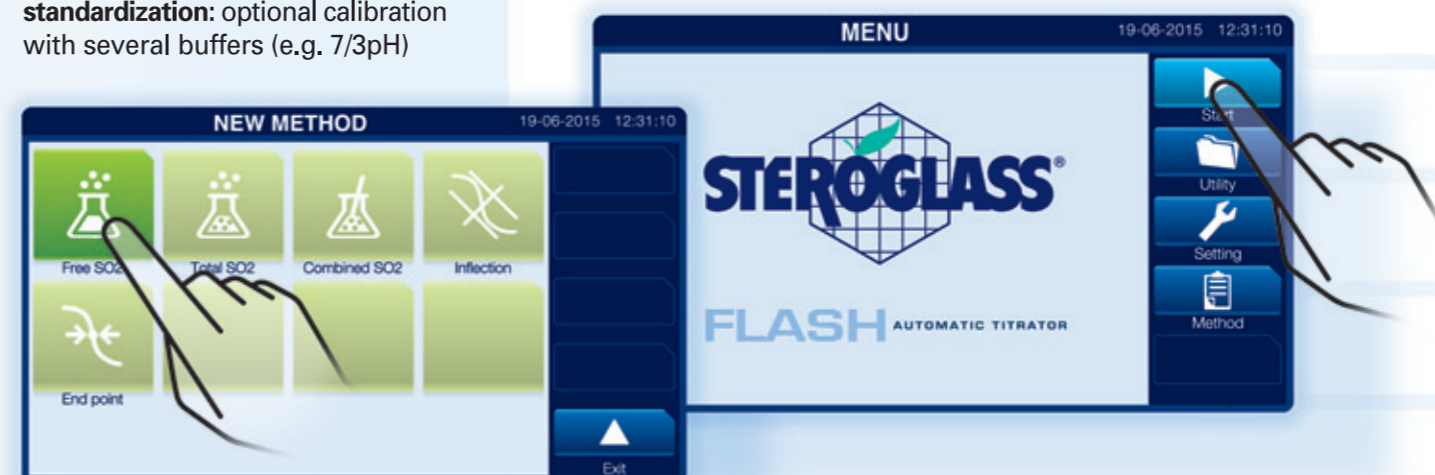 standardization: optional calibration
with several buffers (e.g. 7/3pH)
MENU 19-06-2015 12:31:10
Start
Utility
Setting
Method
STEROGLASS®
FLASH AUTOMATIC TITRATOR
NEW METHOD 19-06-2015 12:31:10
Free SO2 Total SO2 Combined SO2 Inflection
End point
Exit